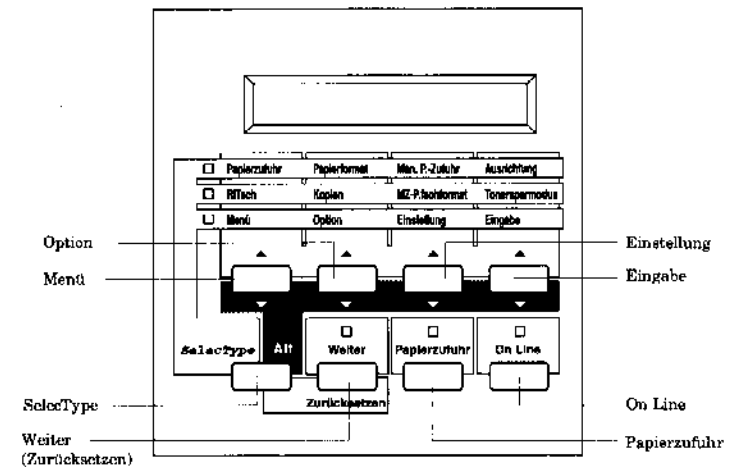 Papierzufuhr Papierformat Man. P.-Zufuhr Ausrichtung
RITech Kopien MZ-P.fachformat Tonersparmodus
Menü Option Einstellung Eingabe
Option
Einstellung
Menü
Eingabe
SelecType Alt Weiter Papierzufuhr On Line
Zurücksetzen
SelecType
On Line
Weiter
(Zurücksetzen)
Papierzufuhr